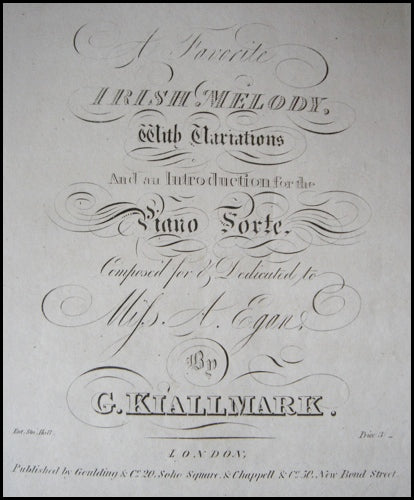 A Favorite
IRISH MELODY,
With Variations
And an Introduction for the
Piano Forte,
Composed for & Dedicated to
Miss. A. Egan,
By
G. KIALLMARK.
Ent. Sta. Hall.
Price 3/-
LONDON,
Published by Goulding & Co. 20, Soho Square, & Chappell & Co. 50, New Bond Street.